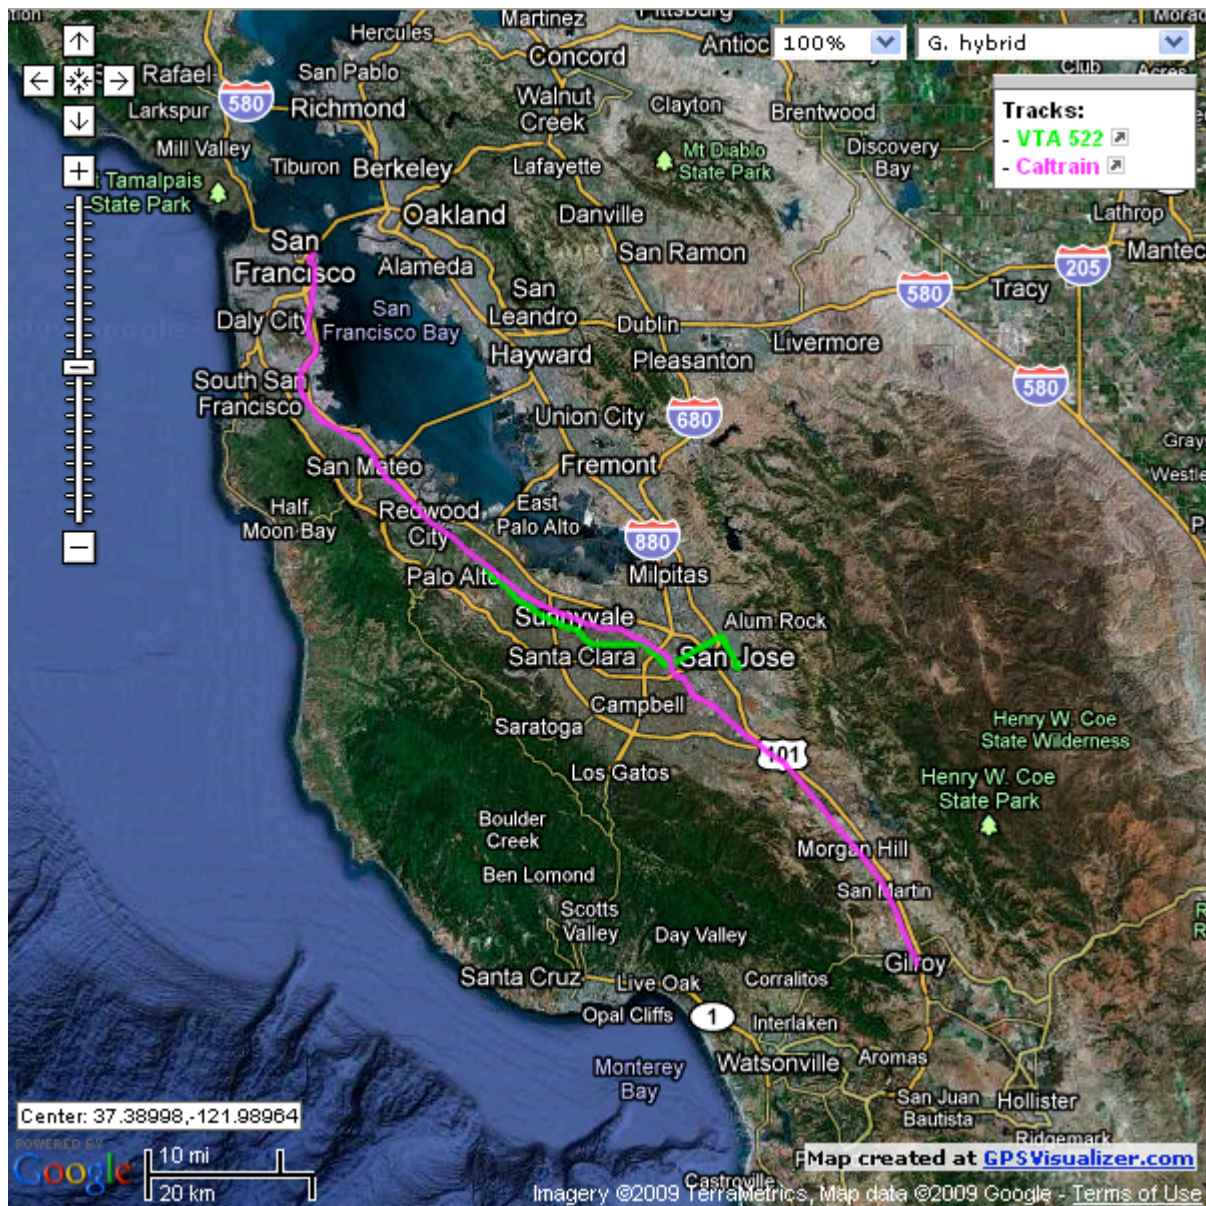 Martinez
Hercules
Concord
Antioc
100%
G. hybrid
Rafael
San Pablo
580
Richmond
Larkspur
Walnut
Creek
Clayton
Brentwood
Club
Acres
Tracks:
- VTA 522
- Caltrain
Mill Valley
Tiburon
Berkeley
Lafayette
Mt Diablo
State Park
Discovery
Bay
t Tamalpais
State Park
Oakland
Danville
Lathrop
San
Francisco
Alameda
San Ramon
Mantec
205
580
Tracy
San
Leandro
San
Francisco Bay
Daly City
Dublin
Livermore
Hayward
Pleasanton
580
South San
Francisco
Union City
680
Grays
San Mateo
Fremont
Westle
Half
Moon Bay
Redwood
City
East
Palo Alto
880
Palo Alto
Milpitas
Sunnyvale
Alum Rock
Santa Clara
San Jose
Campbell
Saratoga
Henry W. Coe
State Wilderness
101
Los Gatos
Henry W. Coe
State Park
Boulder
Creek
Morgan Hill
Ben Lomond
San Martin
Scotts
Valley
Day Valley
Gilroy
Santa Cruz
Live Oak
Corralitos
Opal Cliffs
1
Interlaken
Monterey
Bay
Watsonville
Aromas
San Juan
Bautista
Hollister
Ridgemark
Center: 37.38998,-121.98964
POWERED BY
Google
10 mi
20 km
Map created at GPSVisualizer.com
Castroville
Imagery ©2009 TerraMetrics, Map data ©2009 Google - Terms of Use